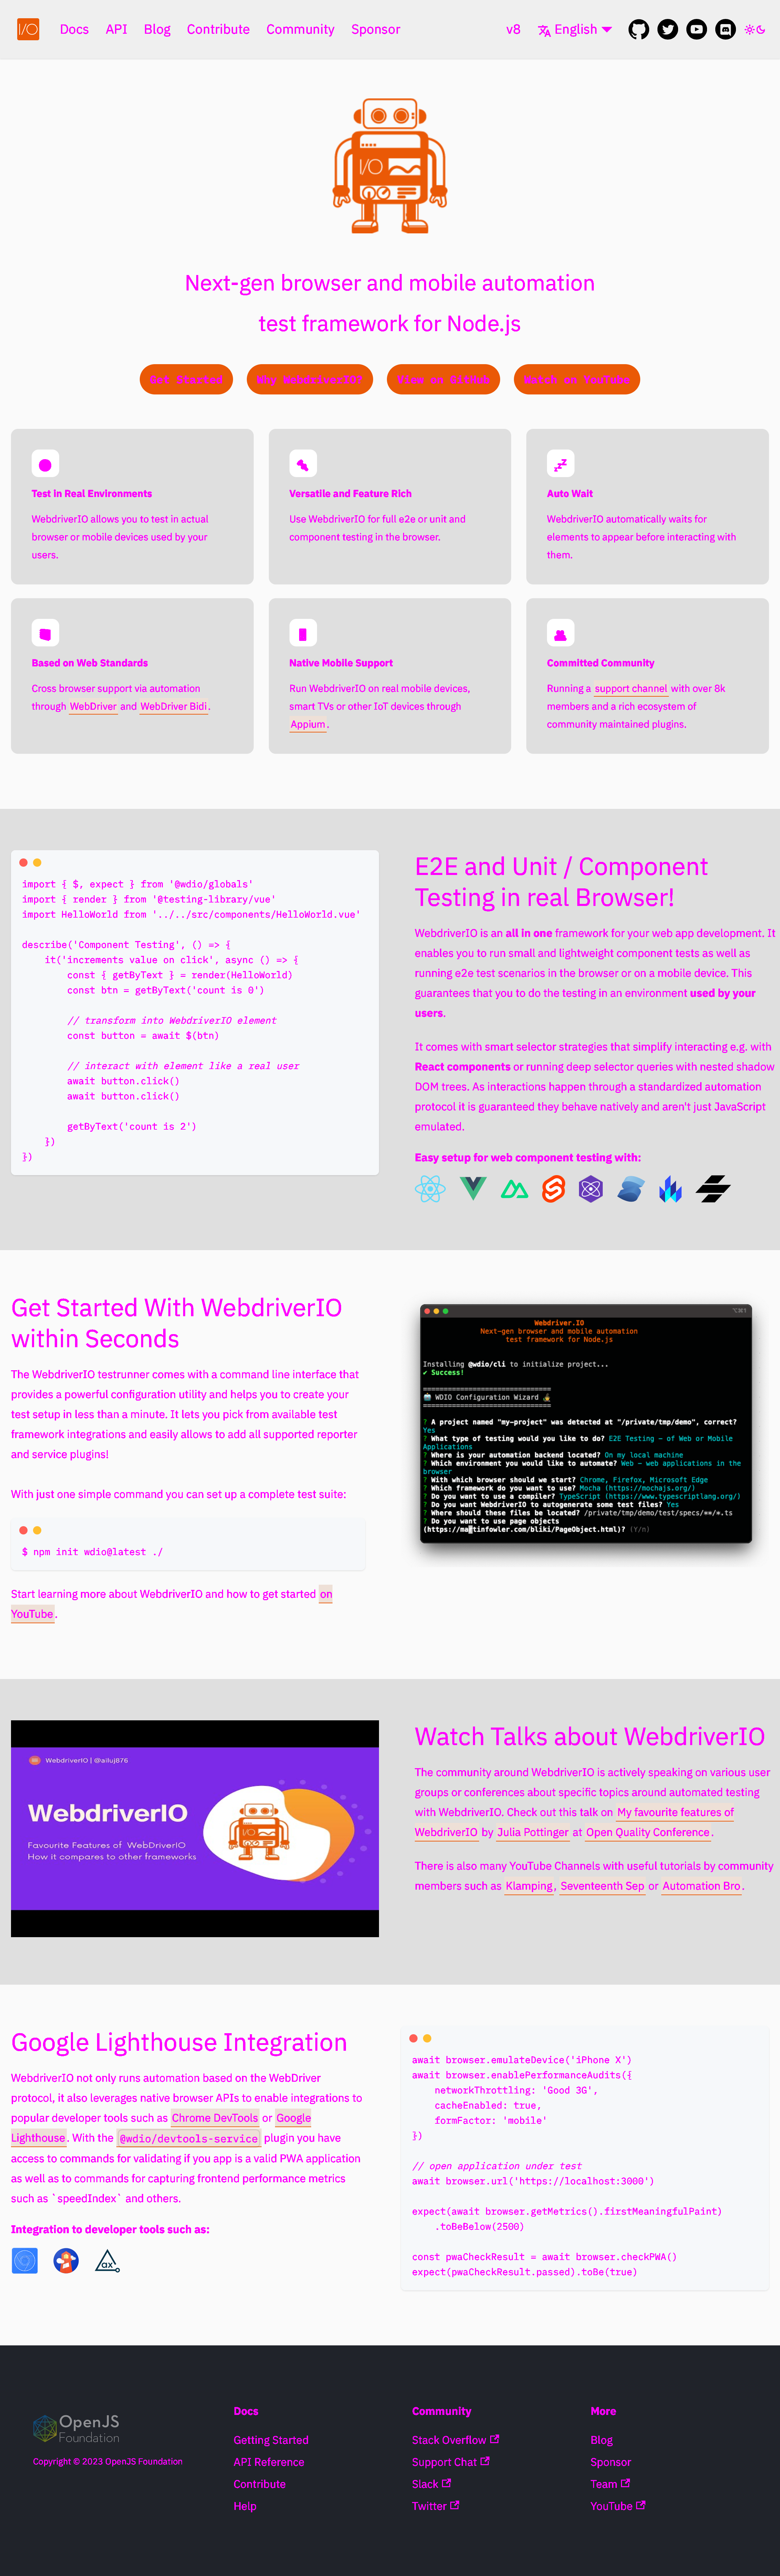 I/O Docs API Blog Contribute Community Sponsor v8 English
I/O
Next-gen browser and mobile automation
test framework for Node.js
Get Started Why WebdriverIO? View on GitHub Watch on YouTube
Test in Real Environments
WebdriverIO allows you to test in actual
browser or mobile devices used by your
users.
Versatile and Feature Rich
Use WebdriverIO for full e2e or unit and
component testing in the browser.
Auto Wait
WebdriverIO automatically waits for
elements to appear before interacting with
them.
Based on Web Standards
Cross browser support via automation
through WebDriver and WebDriver Bidi.
Native Mobile Support
Run WebdriverIO on real mobile devices,
smart TVs or other IoT devices through
Appium.
Committed Community
Running a support channel with over 8k
members and a rich ecosystem of
community maintained plugins.
import { $, expect } from '@wdio/globals'
import { render } from '@testing-library/vue'
import HelloWorld from '../../src/components/HelloWorld.vue'
describe('Component Testing', () => {
it('increments value on click', async () => {
const { getByText } = render(HelloWorld)
const btn = getByText('count is 0')
// transform into WebdriverIO element
const button = await $(btn)
// interact with element like a real user
await button.click()
await button.click()
getByText('count is 2')
})
})
E2E and Unit / Component
Testing in real Browser!
WebdriverIO is an all in one framework for your web app development. It
enables you to run small and lightweight component tests as well as
running e2e test scenarios in the browser or on a mobile device. This
guarantees that you to do the testing in an environment used by your
users.
It comes with smart selector strategies that simplify interacting e.g. with
React components or running deep selector queries with nested shadow
DOM trees. As interactions happen through a standardized automation
protocol it is guaranteed they behave natively and aren't just JavaScript
emulated.
Easy setup for web component testing with:
Get Started With WebdriverIO
within Seconds
The WebdriverIO testrunner comes with a command line interface that
provides a powerful configuration utility and helps you to create your
test setup in less than a minute. It lets you pick from available test
framework integrations and easily allows to add all supported reporter
and service plugins!
With just one simple command you can set up a complete test suite:
$ npm init wdio@latest ./
Start learning more about WebdriverIO and how to get started on
YouTube.
Webdriver.IO
Next-gen browser and mobile automation
test framework for Node.js
Installing @wdio/cli to initialize project...
✔ Success!
===============================
🤖 WDIO Configuration Wizard 🧙
===============================
? A project named "my-project" was detected at "/private/tmp/demo", correct?
Yes
? What type of testing would you like to do? E2E Testing - of Web or Mobile
Applications
? Where is your automation backend located? On my local machine
? Which environment you would like to automate? Web - web applications in the
browser
? With which browser should we start? Chrome, Firefox, Microsoft Edge
? Which framework do you want to use? Mocha (https://mochajs.org/)
? Do you want to use a compiler? TypeScript (https://www.typescriptlang.org/)
? Do you want WebdriverIO to autogenerate some test files? Yes
? Where should these files be located? /private/tmp/demo/test/specs/**/*.ts
? Do you want to use page objects
(https://martinfowler.com/bliki/PageObject.html)? (Y/n)
WebdriverIO | @ailuj876
WebdriverIO
Favourite Features of WebdriverIO
How it compares to other frameworks
I/O
Watch Talks about WebdriverIO
The community around WebdriverIO is actively speaking on various user
groups or conferences about specific topics around automated testing
with WebdriverIO. Check out this talk on My favourite features of
WebdriverIO by Julia Pottinger at Open Quality Conference.
There is also many YouTube Channels with useful tutorials by community
members such as Klamping, Seventeenth Sep or Automation Bro.
Google Lighthouse Integration
WebdriverIO not only runs automation based on the WebDriver
protocol, it also leverages native browser APIs to enable integrations to
popular developer tools such as Chrome DevTools or Google
Lighthouse. With the @wdio/devtools-service plugin you have
access to commands for validating if you app is a valid PWA application
as well as to commands for capturing frontend performance metrics
such as `speedIndex` and others.
Integration to developer tools such as:
ax
await browser.emulateDevice('iPhone X')
await browser.enablePerformanceAudits({
networkThrottling: 'Good 3G',
cacheEnabled: true,
formFactor: 'mobile'
})
// open application under test
await browser.url('https://localhost:3000')
expect(await browser.getMetrics().firstMeaningfulPaint)
.toBeBelow(2500)
const pwaCheckResult = await browser.checkPWA()
expect(pwaCheckResult.passed).toBe(true)
OpenJS
Foundation
Copyright © 2023 OpenJS Foundation
Docs
Getting Started
API Reference
Contribute
Help
Community
Stack Overflow
Support Chat
Slack
Twitter
More
Blog
Sponsor
Team
YouTube